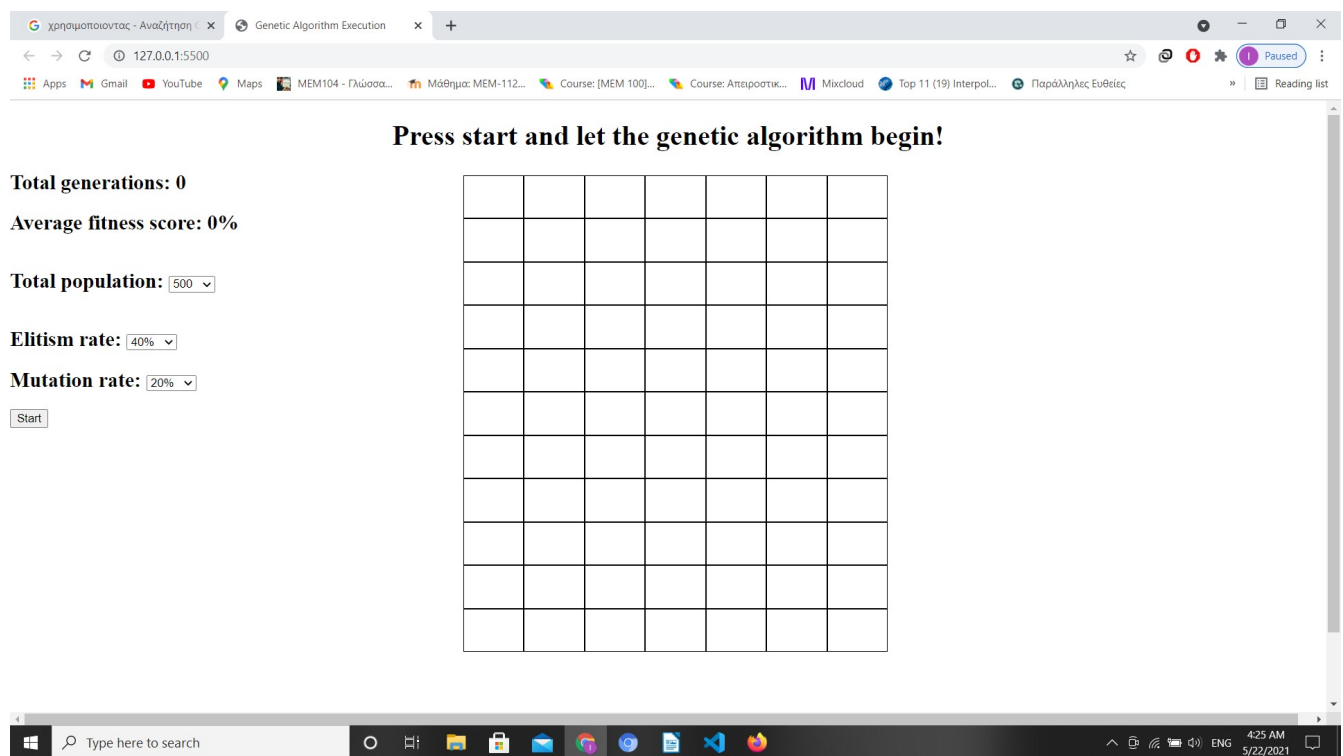 χρησιμοποιοντας - Αναζήτηση
Genetic Algorithm Execution
127.0.0.1:5500
Paused
Apps
Gmail
YouTube
Maps
MEM104 - Γλώσσα...
Μάθημα: MEM-112...
Course: [MEM 100]...
Course: Απειροστικ...
Mixcloud
Top 11 (19) Interpol...
Παράλληλες Ευθείες
»
Reading list
Press start and let the genetic algorithm begin!
Total generations: 0
Average fitness score: 0%
Total population: 500
Elitism rate: 40%
Mutation rate: 20%
Start
Type here to search
ENG
4:25 AM
5/22/2021